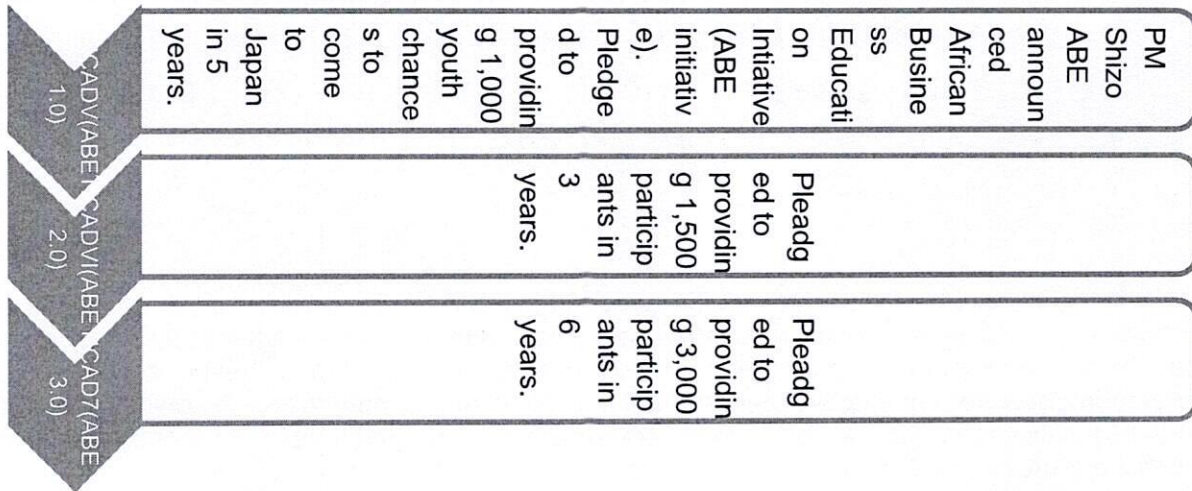 PM
Shizo
ABE
announ
ced
African
Busine
ss
Educati
on
Intiative
(ABE
initiativ
e).
Pledge
d to
providin
g 1,000
youth
chance
s to
come
to
Japan
in 5
years.
CADV(ABE
1.0)
Pleadg
ed to
providin
g 1,500
particip
ants in
3
years.
CADVI(ABE
2.0)
Pleadg
ed to
providin
g 3,000
particip
ants in
6
years.
CAD7(ABE
3.0)